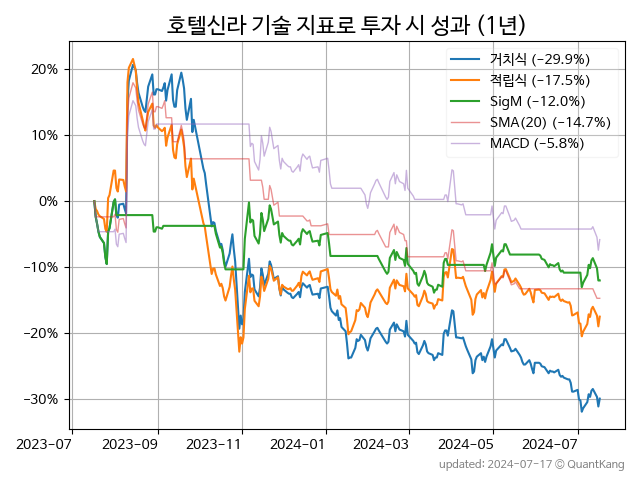 호텔신라 기술 지표로 투자 시 성과 (1년)
거치식 (−29.9%)
적립식 (−17.5%)
SigM (−12.0%)
SMA(20) (−14.7%)
MACD (−5.8%)
20%
10%
0%
−10%
−20%
−30%
2023-07 2023-09 2023-11 2024-01 2024-03 2024-05 2024-07
updated: 2024-07-17 © QuantKang